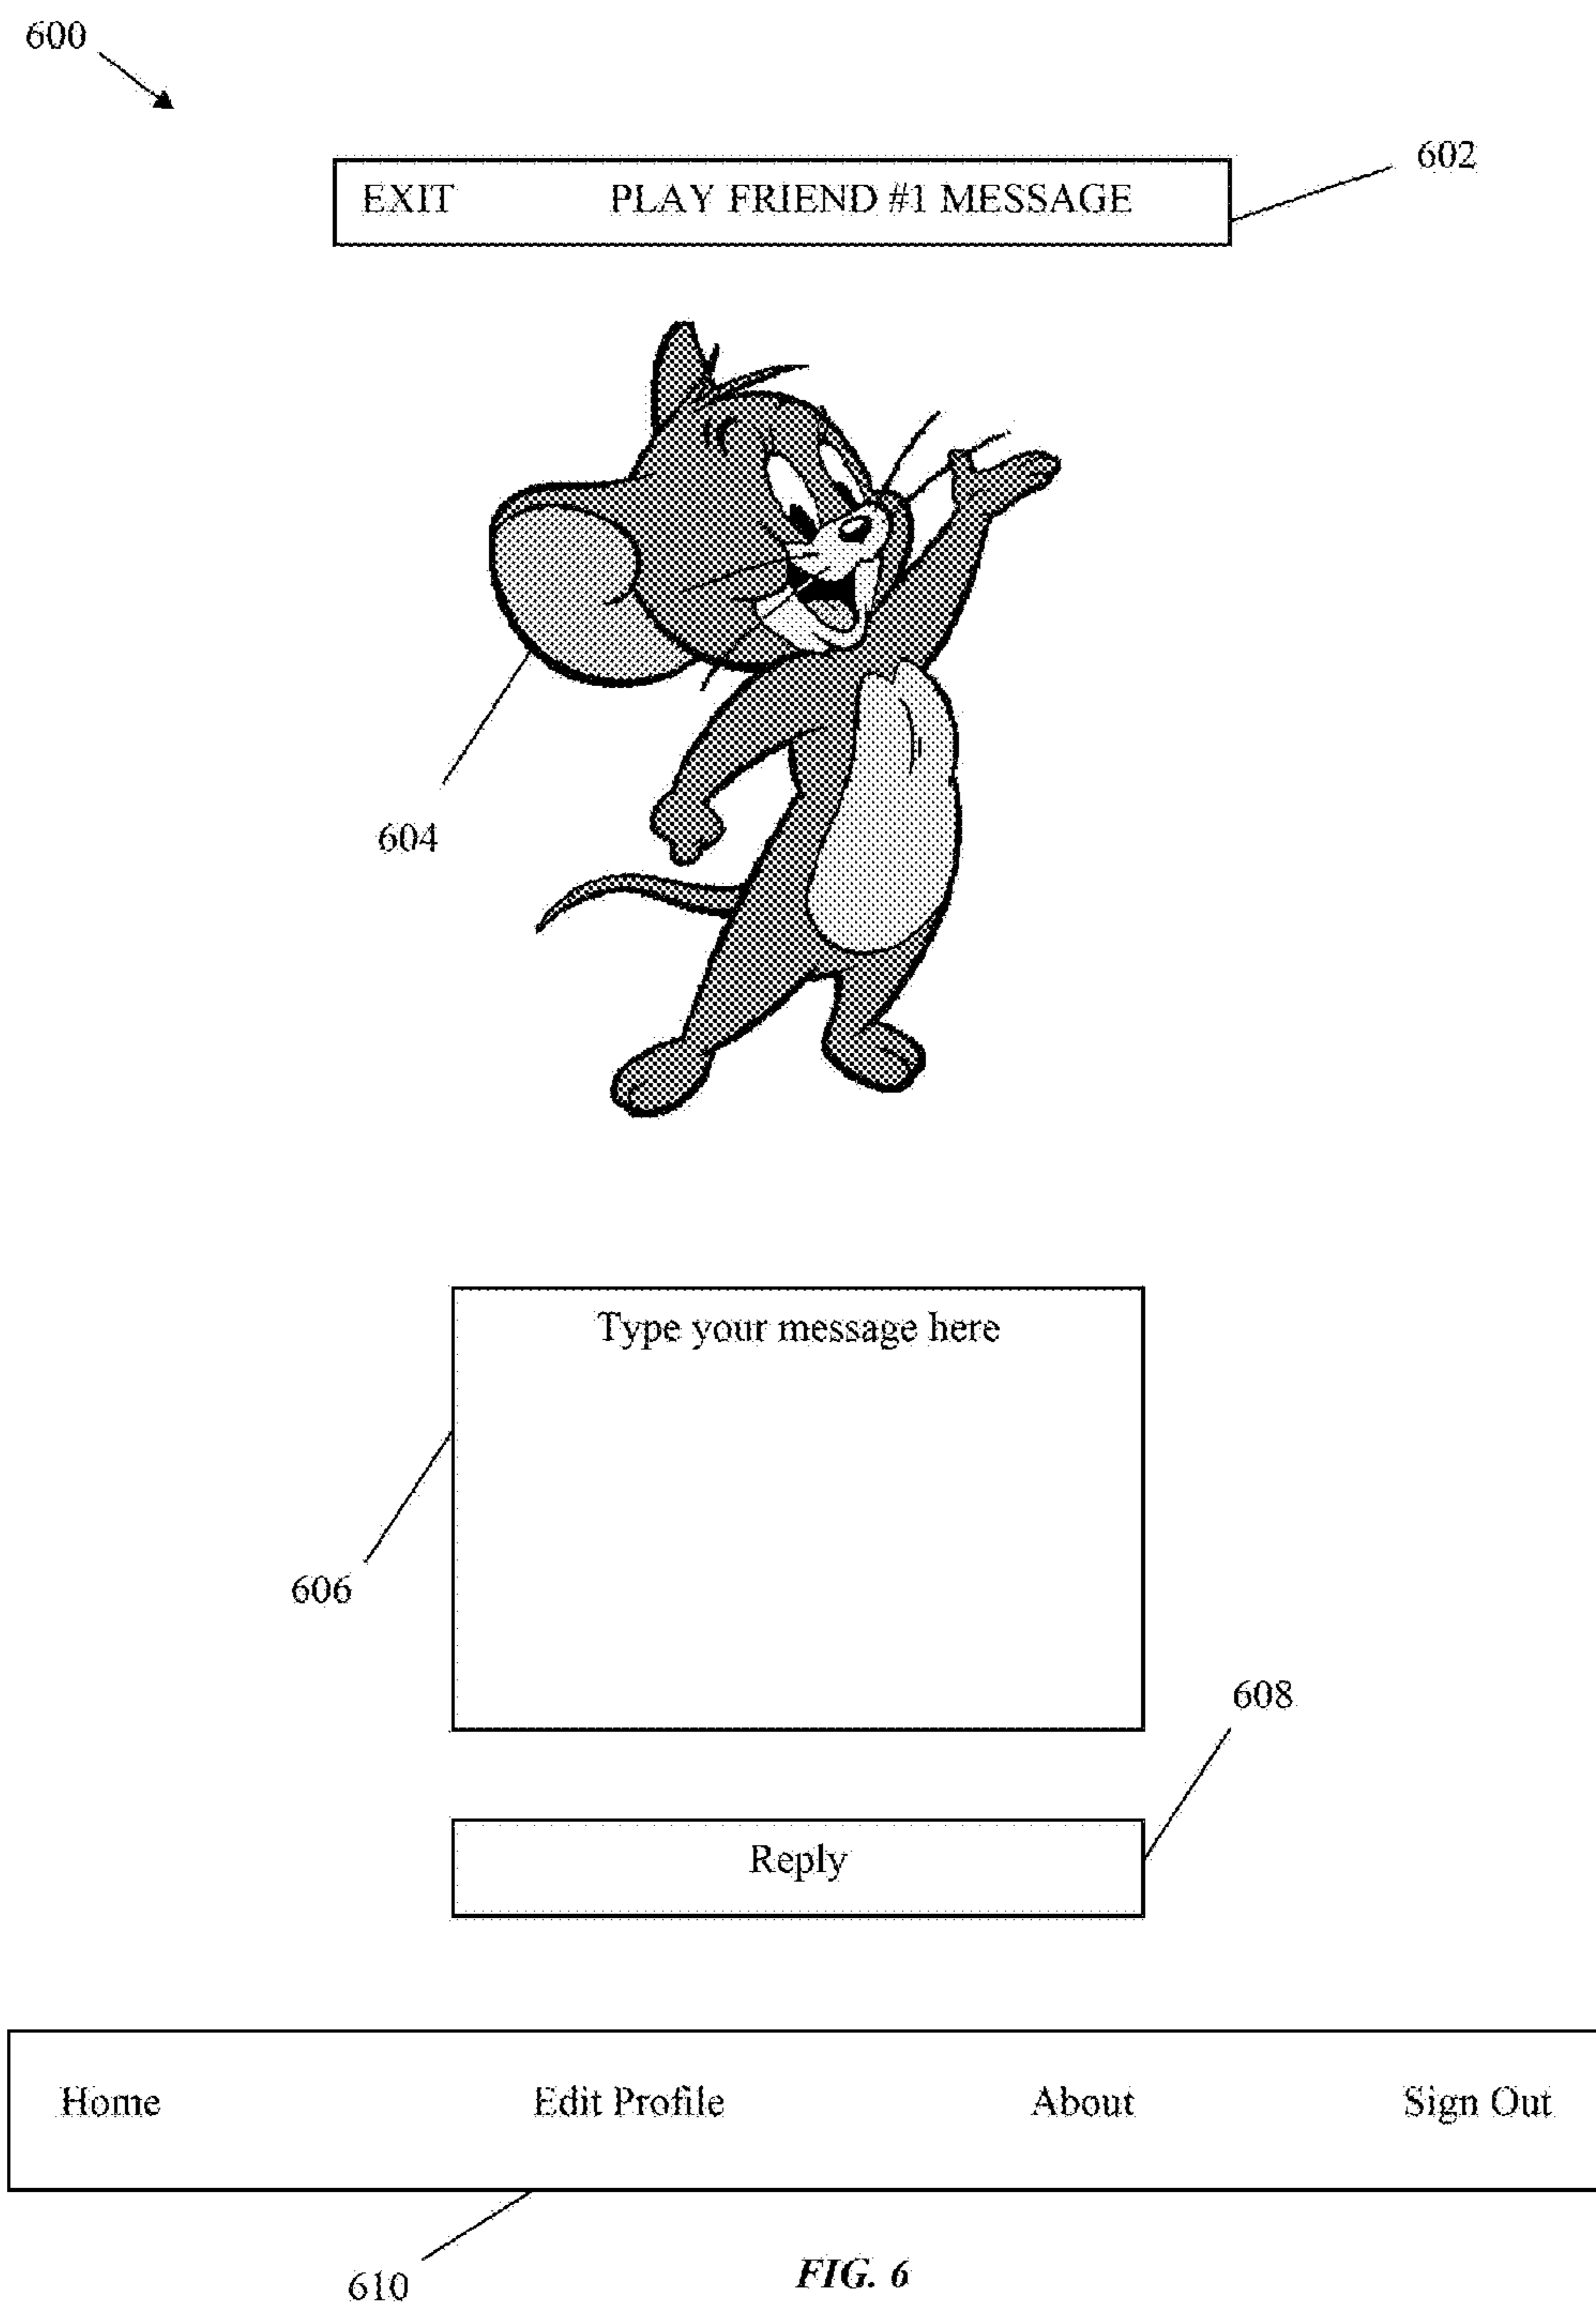 600
602
EXIT PLAY FRIEND #1 MESSAGE
604
Type your message here
606
608
Reply
Home Edit Profile About Sign Out
610
FIG. 6